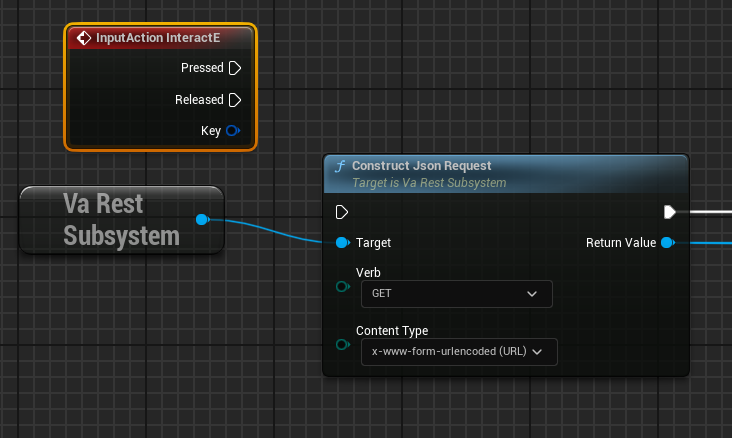 InputAction InteractE
Pressed
Released
Key
Va Rest
Subsystem
Construct Json Request
Target is Va Rest Subsystem
Target
Return Value
Verb
GET
Content Type
x-www-form-urlencoded (URL)